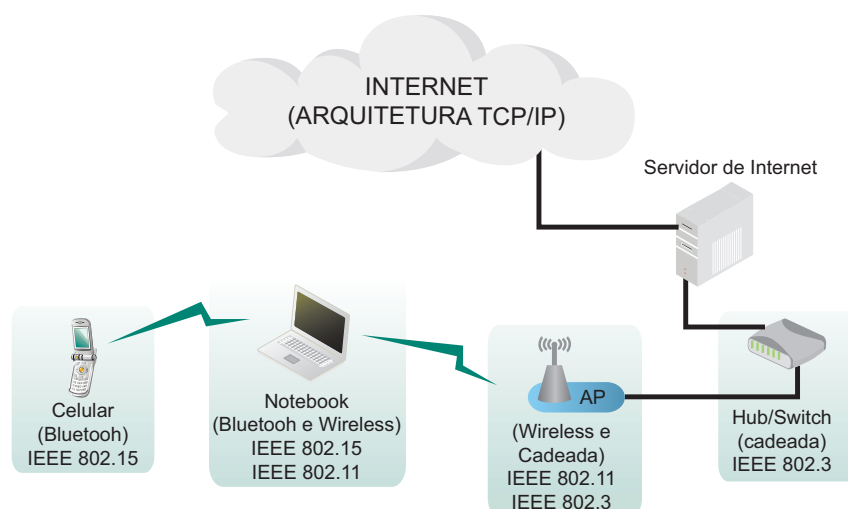 INTERNET
(ARQUITETURA TCP/IP)
Servidor de Internet
Celular
(Bluetooh)
IEEE 802.15
Notebook
(Bluetooh e Wireless)
IEEE 802.15
IEEE 802.11
AP
(Wireless e
Cadeada)
IEEE 802.11
IEEE 802.3
Hub/Switch
(cadeada)
IEEE 802.3